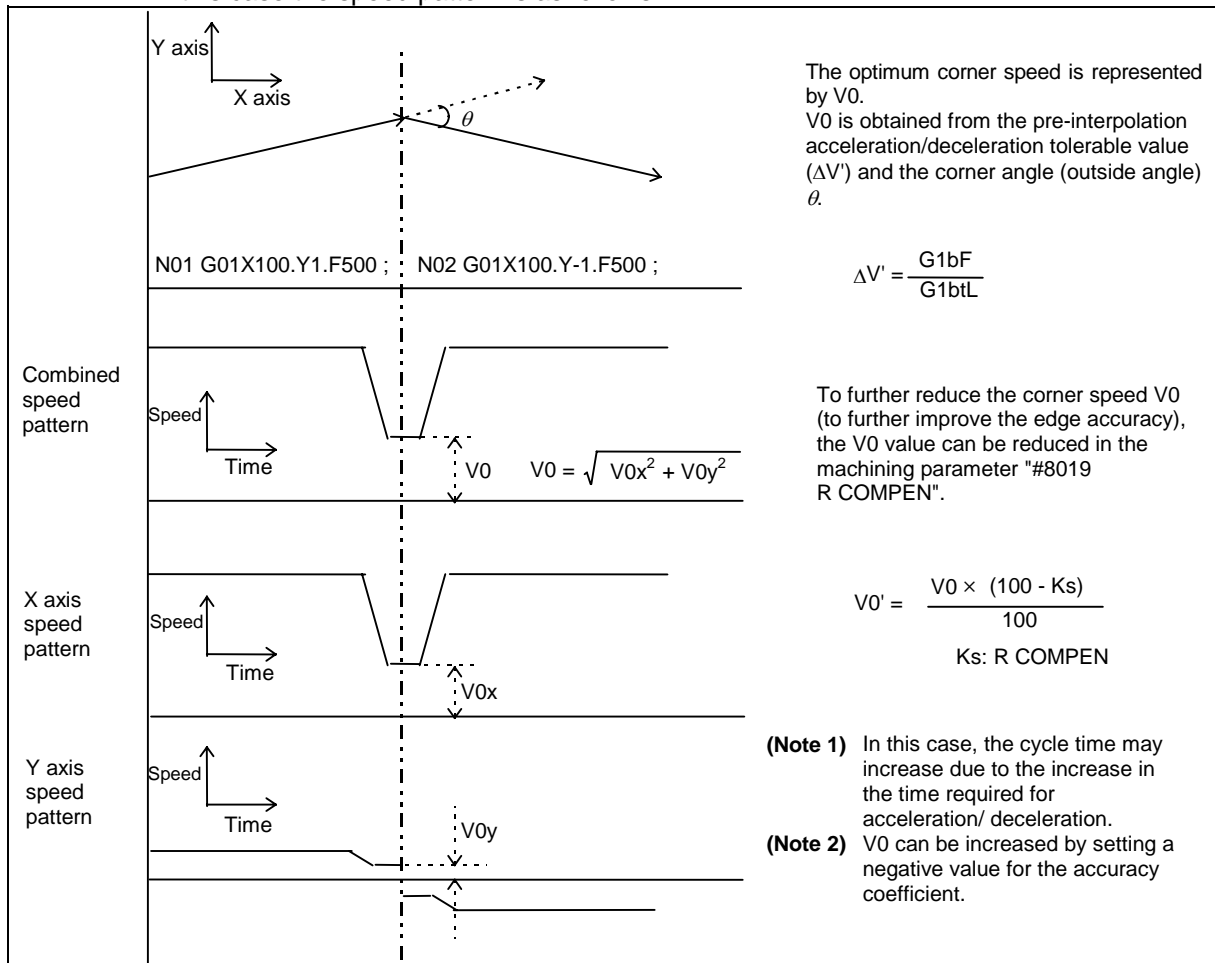 Y axis
X axis
θ
The optimum corner speed is represented
by V0.
V0 is obtained from the pre-interpolation
acceleration/deceleration tolerable value
(ΔV') and the corner angle (outside angle)
θ.
N01 G01X100.Y1.F500 ;
N02 G01X100.Y-1.F500 ;
ΔV' = G1bF
G1btL
Combined
speed
pattern
Speed
Time
V0
V0 = √ V0x² + V0y²
To further reduce the corner speed V0
(to further improve the edge accuracy),
the V0 value can be reduced in the
machining parameter "#8019
R COMPEN".
X axis
speed
pattern
Speed
Time
V0x
V0' = V0 × (100 - Ks)
100
Ks: R COMPEN
Y axis
speed
pattern
Speed
Time
V0y
(Note 1) In this case, the cycle time may
increase due to the increase in
the time required for
acceleration/ deceleration.
(Note 2) V0 can be increased by setting a
negative value for the accuracy
coefficient.